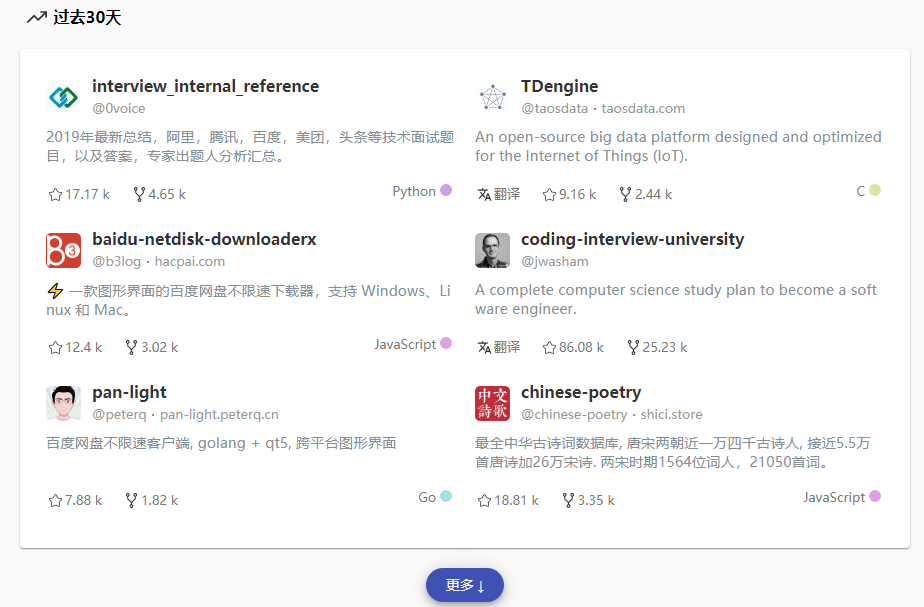 过去30天
interview_internal_reference
@0voice
2019年最新总结，阿里，腾讯，百度，美团，头条等技术面试题
目，以及答案，专家出题人分析汇总。
17.17 k 4.65 k Python
TDengine
@taosdata · taosdata.com
An open-source big data platform designed and optimized
for the Internet of Things (IoT).
翻译 9.16 k 2.44 k C
B3
baidu-netdisk-downloaderx
@b3log · hacpai.com
⚡ 一款图形界面的百度网盘不限速下载器，支持 Windows、Li
nux 和 Mac。
12.4 k 3.02 k JavaScript
coding-interview-university
@jwasham
A complete computer science study plan to become a soft
ware engineer.
翻译 86.08 k 25.23 k
pan-light
@peterq · pan-light.peterq.cn
百度网盘不限速客户端, golang + qt5, 跨平台图形界面
7.88 k 1.82 k Go
中文
詩歌
chinese-poetry
@chinese-poetry · shici.store
最全中华古诗词数据库, 唐宋两朝近一万四千古诗人, 接近5.5万
首唐诗加26万宋诗. 两宋时期1564位词人，21050首词。
18.81 k 3.35 k JavaScript
更多↓